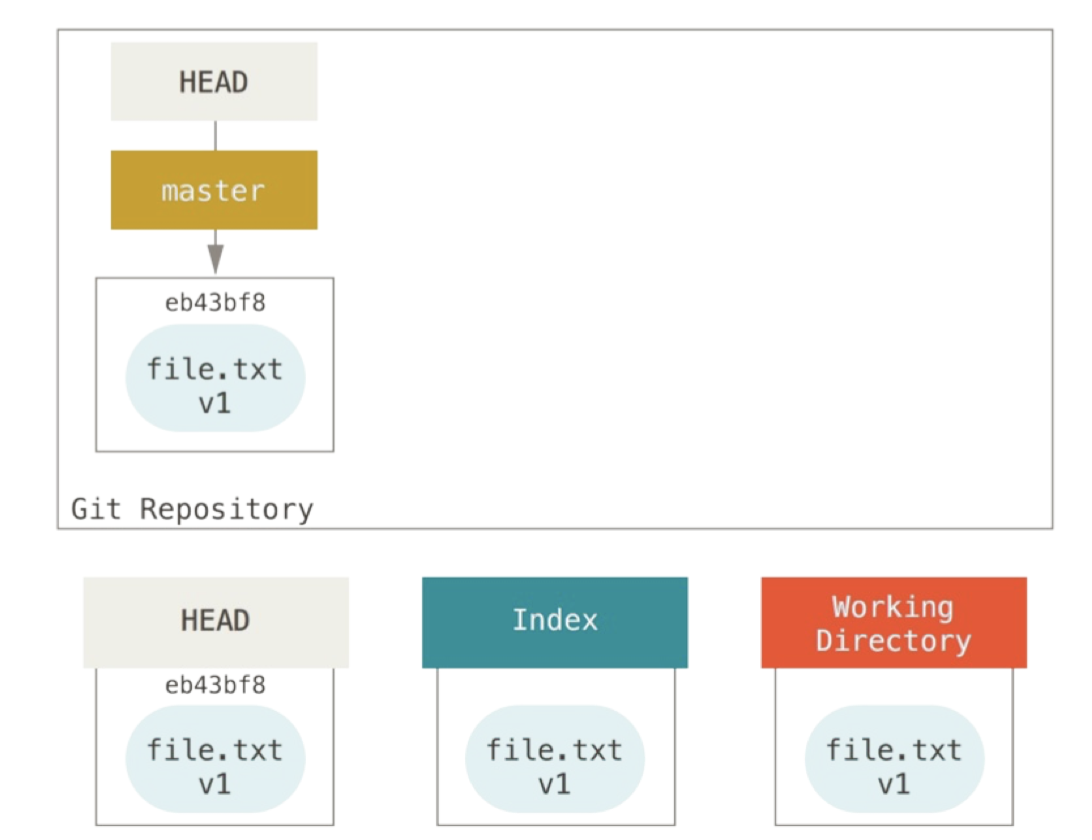 HEAD
master
eb43bf8
file.txt
v1
Git Repository
HEAD
eb43bf8
file.txt
v1
Index
file.txt
v1
Working
Directory
file.txt
v1